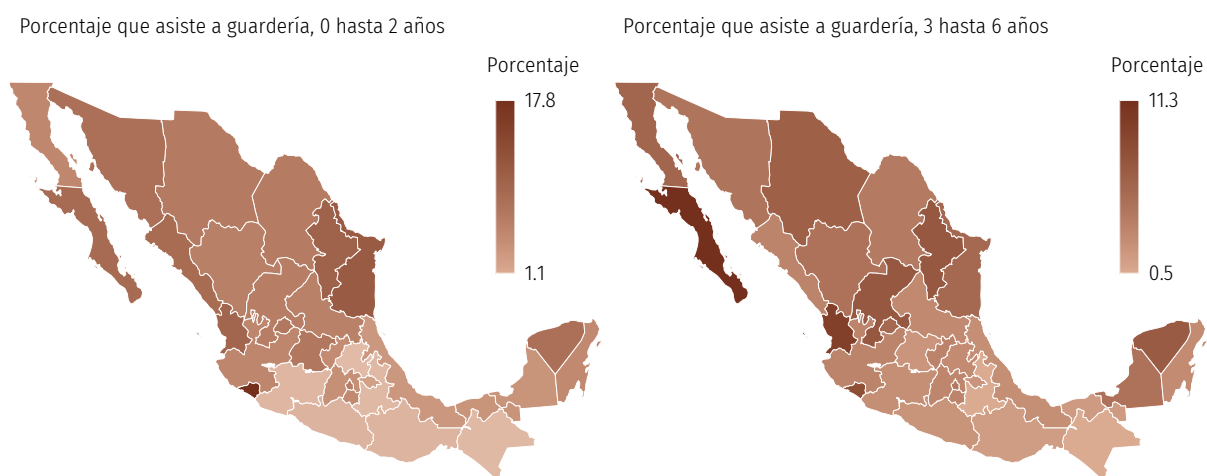 Porcentaje que asiste a guardería, 0 hasta 2 años
Porcentaje
17.8
1.1
Porcentaje que asiste a guardería, 3 hasta 6 años
Porcentaje
11.3
0.5